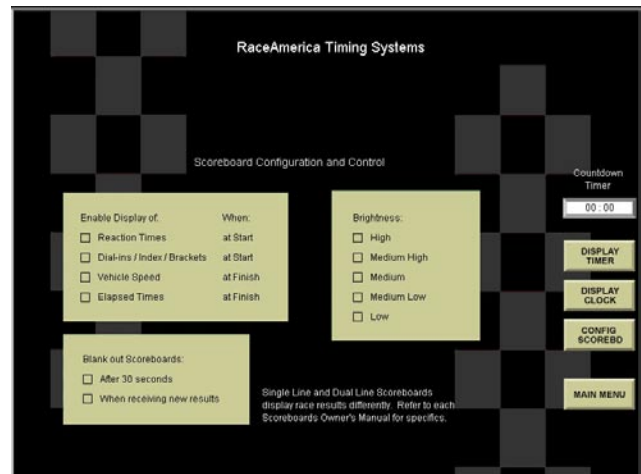 RaceAmerica Timing Systems
Scoreboard Configuration and Control
Enable Display of: When:
Reaction Times at Start
Dial-ins / Index / Brackets at Start
Vehicle Speed at Finish
Elapsed Times at Finish
Brightness:
High
Medium High
Medium
Medium Low
Low
Blank out Scoreboards:
After 30 seconds
When receiving new results
Single Line and Dual Line Scoreboards
display race results differently. Refer to each
Scoreboards Owner's Manual for specifics.
Countdown
Timer
00 : 00
DISPLAY
TIMER
DISPLAY
CLOCK
CONFIG
SCOREBD
MAIN MENU